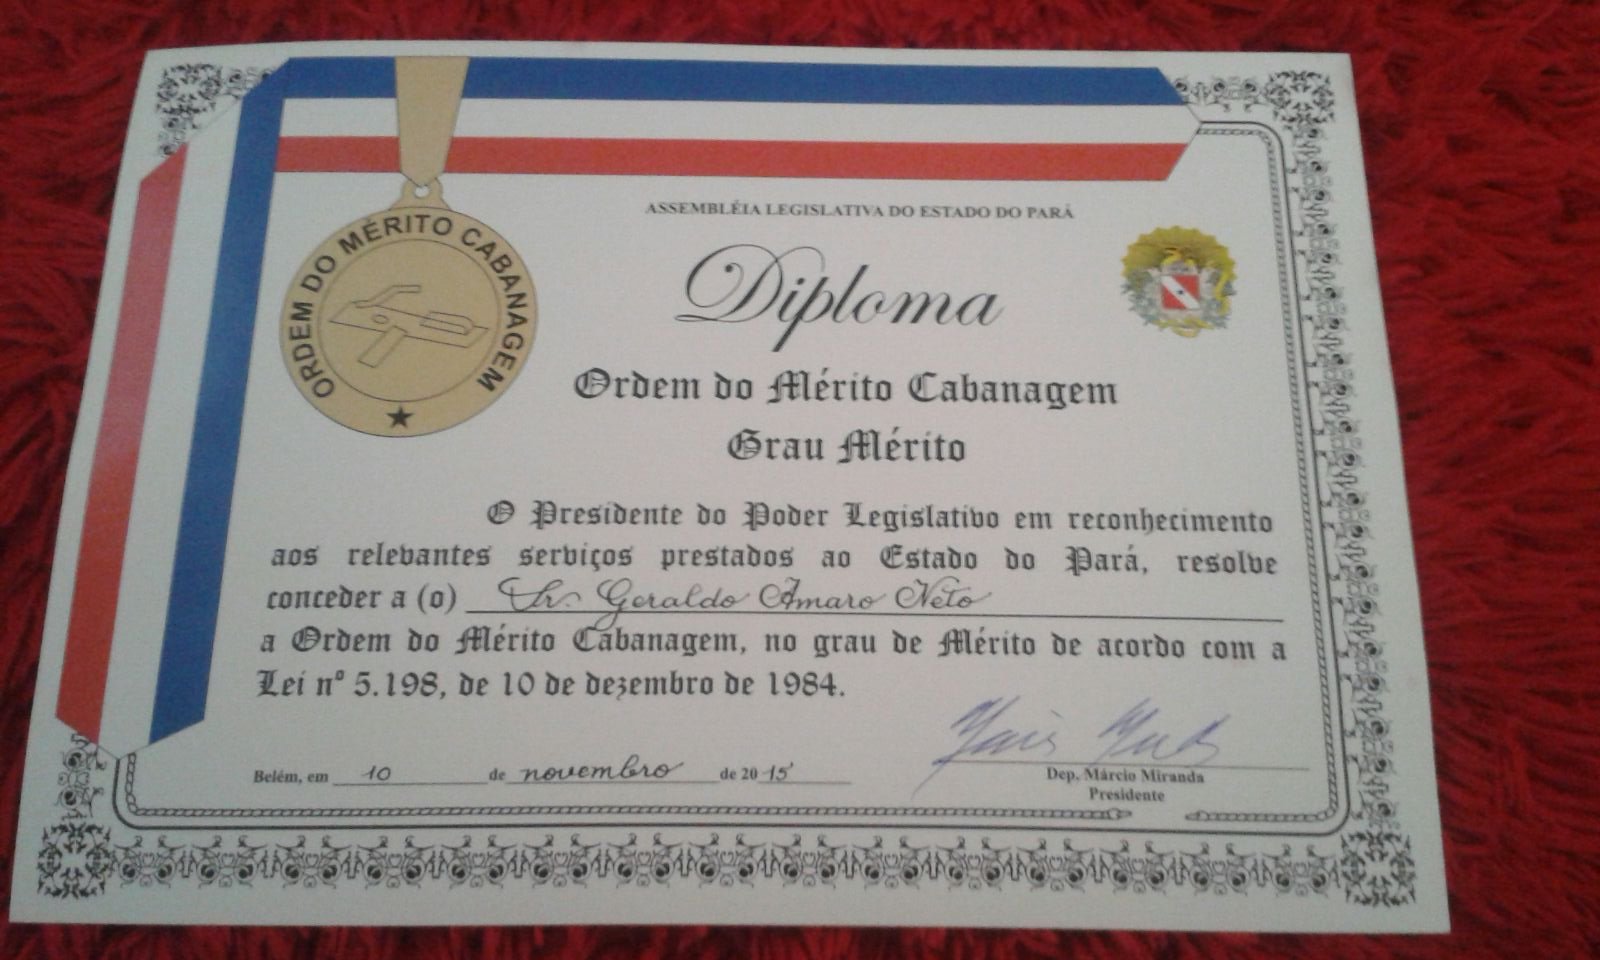 ASSEMBLÉIA LEGISLATIVA DO ESTADO DO PARÁ
ORDEM DO MÉRITO CABANAGEM
Diploma
Ordem do Mérito Cabanagem
Grau Mérito
O Presidente do Poder Legislativo em reconhecimento
aos relevantes serviços prestados ao Estado do Pará, resolve
conceder a (o) Sr. Geraldo Amaro Neto
a Ordem do Mérito Cabanagem, no grau de Mérito de acordo com a
Lei nº 5.198, de 10 de dezembro de 1984.
Belém, em 10 de novembro de 2015
Dep. Márcio Miranda
Presidente